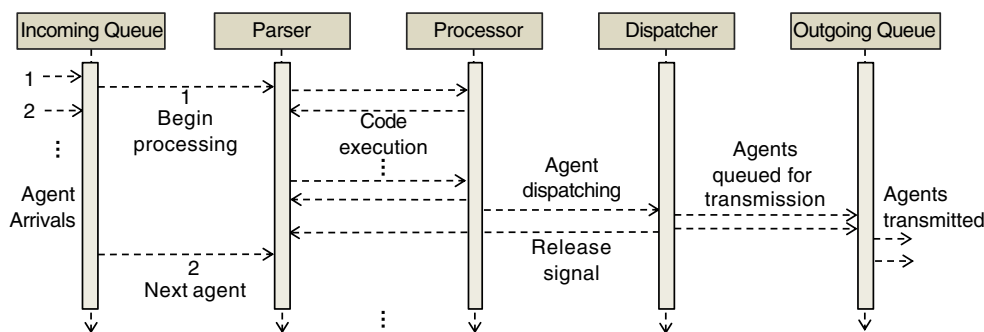 Incoming Queue
Parser
Processor
Dispatcher
Outgoing Queue
1
2
⋮
Agent
Arrivals
1
Begin
processing
Code
execution
⋮
Agent
dispatching
Agents
queued for
transmission
Agents
transmitted
Release
signal
2
Next agent
⋮